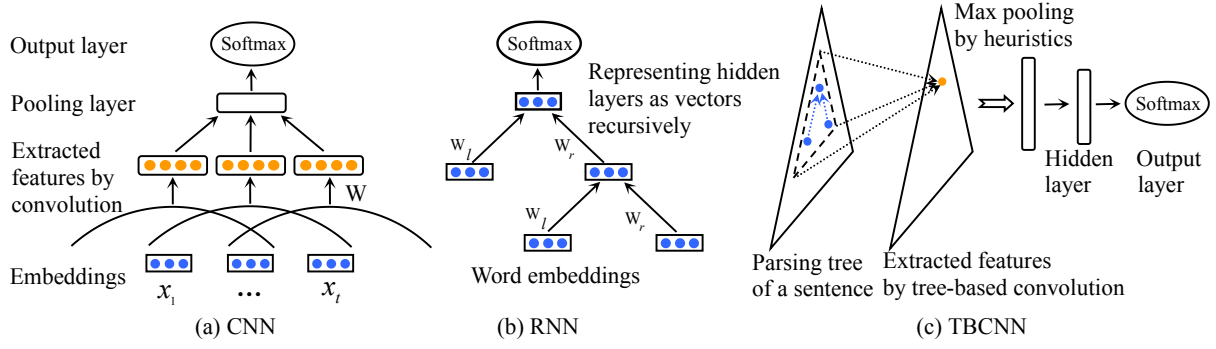 Output layer
Softmax
Pooling layer
Extracted
features by
convolution
W
Embeddings
x₁
...
xₜ
(a) CNN
Softmax
Representing hidden
layers as vectors
recursively
Wₗ
Wᵣ
Wₗ
Wᵣ
Word embeddings
(b) RNN
Max pooling
by heuristics
Softmax
Hidden
layer
Output
layer
Parsing tree
of a sentence
Extracted features
by tree-based convolution
(c) TBCNN